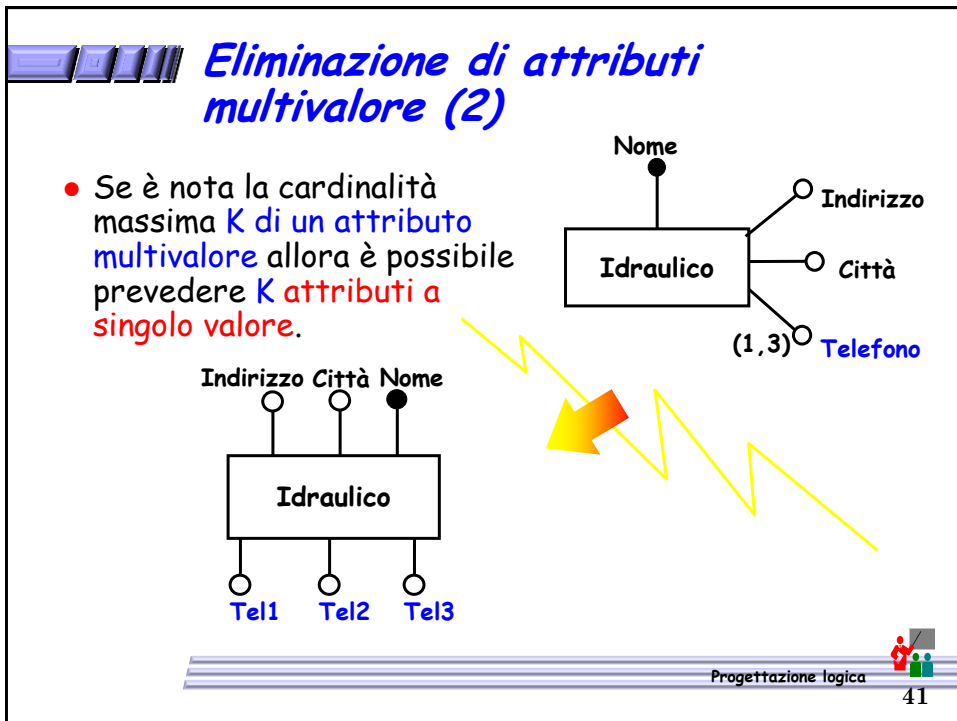 Eliminazione di attributi
multivalore (2)
Se è nota la cardinalità
massima K di un attributo
multivalore allora è possibile
prevedere K attributi a
singolo valore.
Nome
Indirizzo
Idraulico
Città
(1,3)
Telefono
Indirizzo Città Nome
Idraulico
Tel1 Tel2 Tel3
Progettazione logica
41